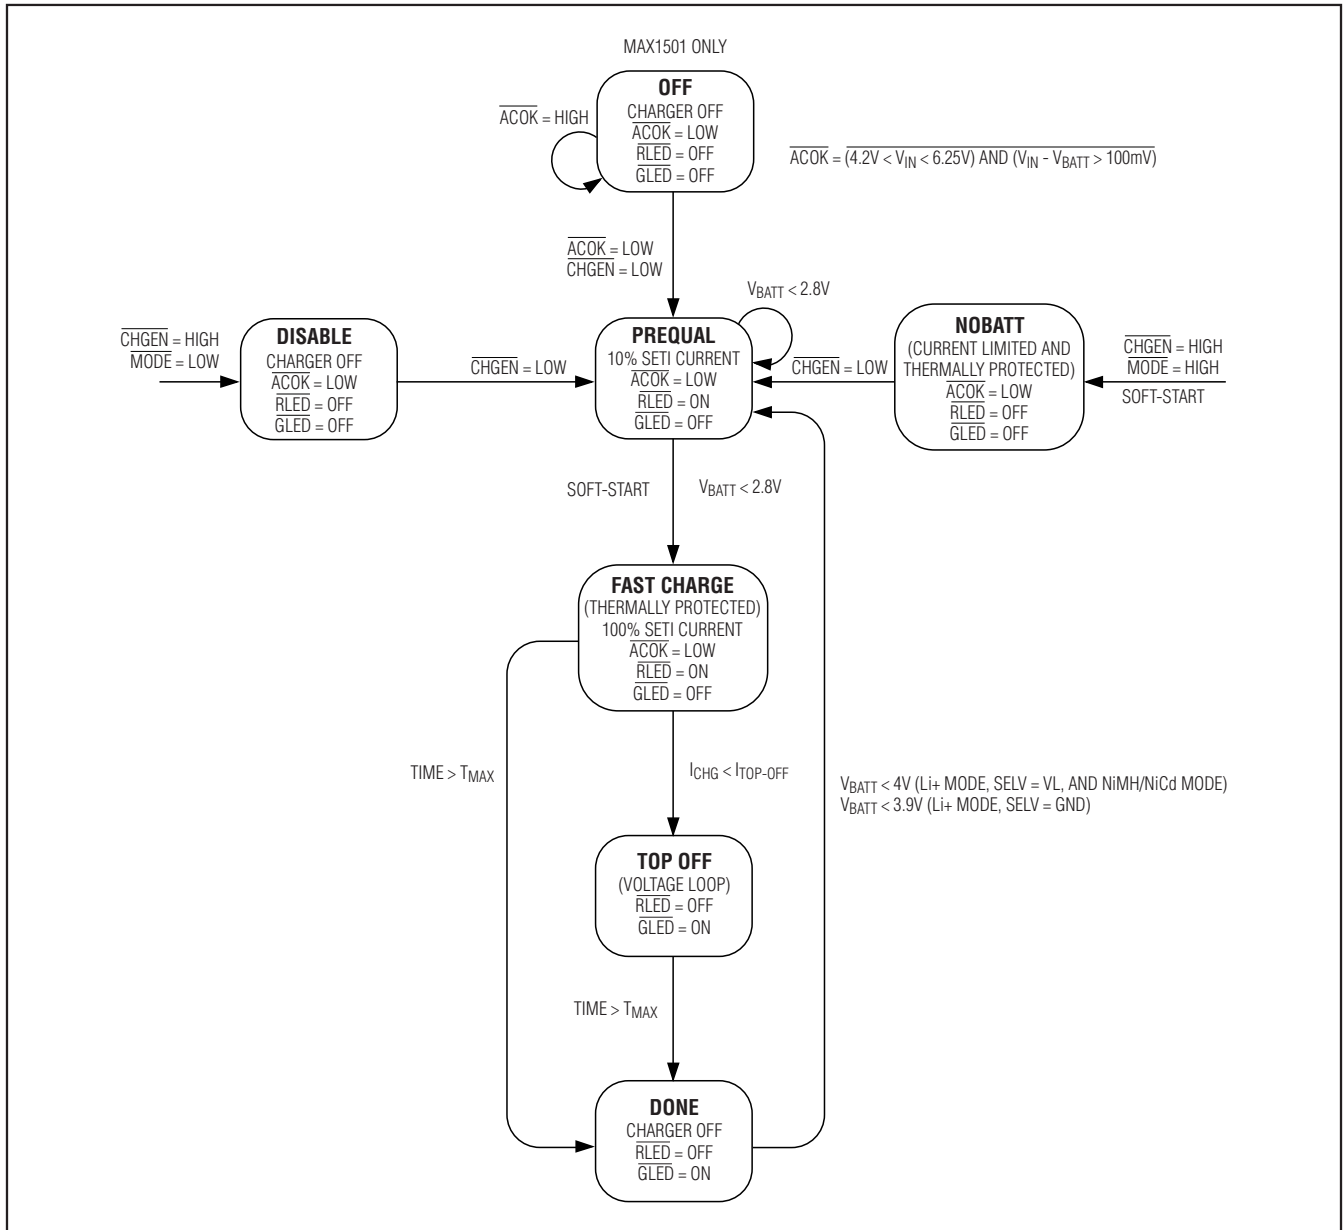 MAX1501 ONLY
OFF
CHARGER OFF
ACOK = LOW
RLED = OFF
GLED = OFF
ACOK = HIGH
ACOK = (4.2V < VIN < 6.25V) AND (VIN - VBATT > 100mV)
ACOK = LOW
CHGEN = LOW
VBATT < 2.8V
CHGEN = HIGH
MODE = LOW
DISABLE
CHARGER OFF
ACOK = LOW
RLED = OFF
GLED = OFF
CHGEN = LOW
PREQUAL
10% SETI CURRENT
ACOK = LOW
RLED = ON
GLED = OFF
CHGEN = LOW
NOBATT
(CURRENT LIMITED AND
THERMALLY PROTECTED)
ACOK = LOW
RLED = OFF
GLED = OFF
CHGEN = HIGH
MODE = HIGH
SOFT-START
SOFT-START
VBATT < 2.8V
FAST CHARGE
(THERMALLY PROTECTED)
100% SETI CURRENT
ACOK = LOW
RLED = ON
GLED = OFF
TIME > TMAX
ICHG < ITOP-OFF
VBATT < 4V (Li+ MODE, SELV = VL, AND NiMH/NiCd MODE)
VBATT < 3.9V (Li+ MODE, SELV = GND)
TOP OFF
(VOLTAGE LOOP)
RLED = OFF
GLED = ON
TIME > TMAX
DONE
CHARGER OFF
RLED = OFF
GLED = ON